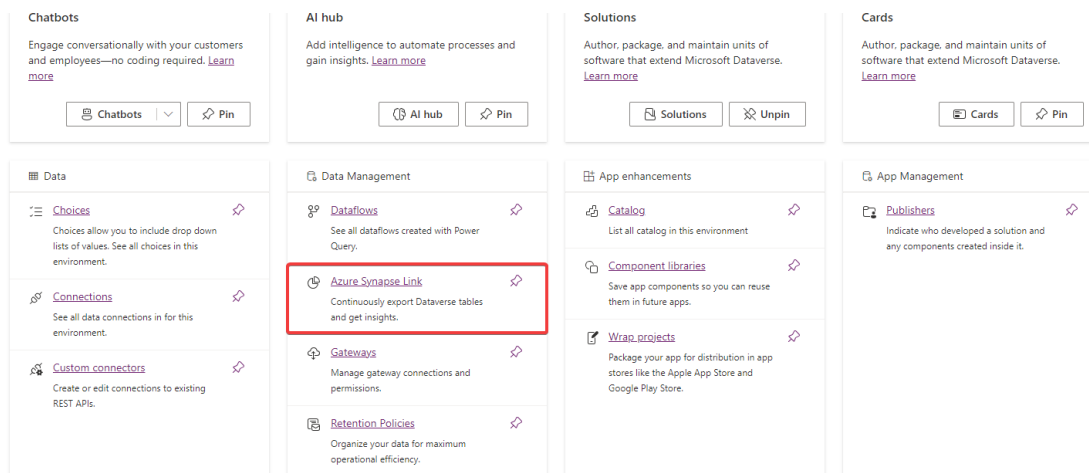 Chatbots
Engage conversationally with your customers
and employees—no coding required. Learn
more
Chatbots
Pin
AI hub
Add intelligence to automate processes and
gain insights. Learn more
AI hub
Pin
Solutions
Author, package, and maintain units of
software that extend Microsoft Dataverse.
Learn more
Solutions
Unpin
Cards
Author, package, and maintain units of
software that extend Microsoft Dataverse.
Learn more
Cards
Pin
Data
Choices
Choices allow you to include drop down
lists of values. See all choices in this
environment.
Connections
See all data connections in for this
environment.
Custom connectors
Create or edit connections to existing
REST APIs.
Data Management
Dataflows
See all dataflows created with Power
Query.
Azure Synapse Link
Continuously export Dataverse tables
and get insights.
Gateways
Manage gateway connections and
permissions.
Retention Policies
Organize your data for maximum
operational efficiency.
App enhancements
Catalog
List all catalog in this environment
Component libraries
Save app components so you can reuse
them in future apps.
Wrap projects
Package your app for distribution in app
stores like the Apple App Store and
Google Play Store.
App Management
Publishers
Indicate who developed a solution and
any components created inside it.